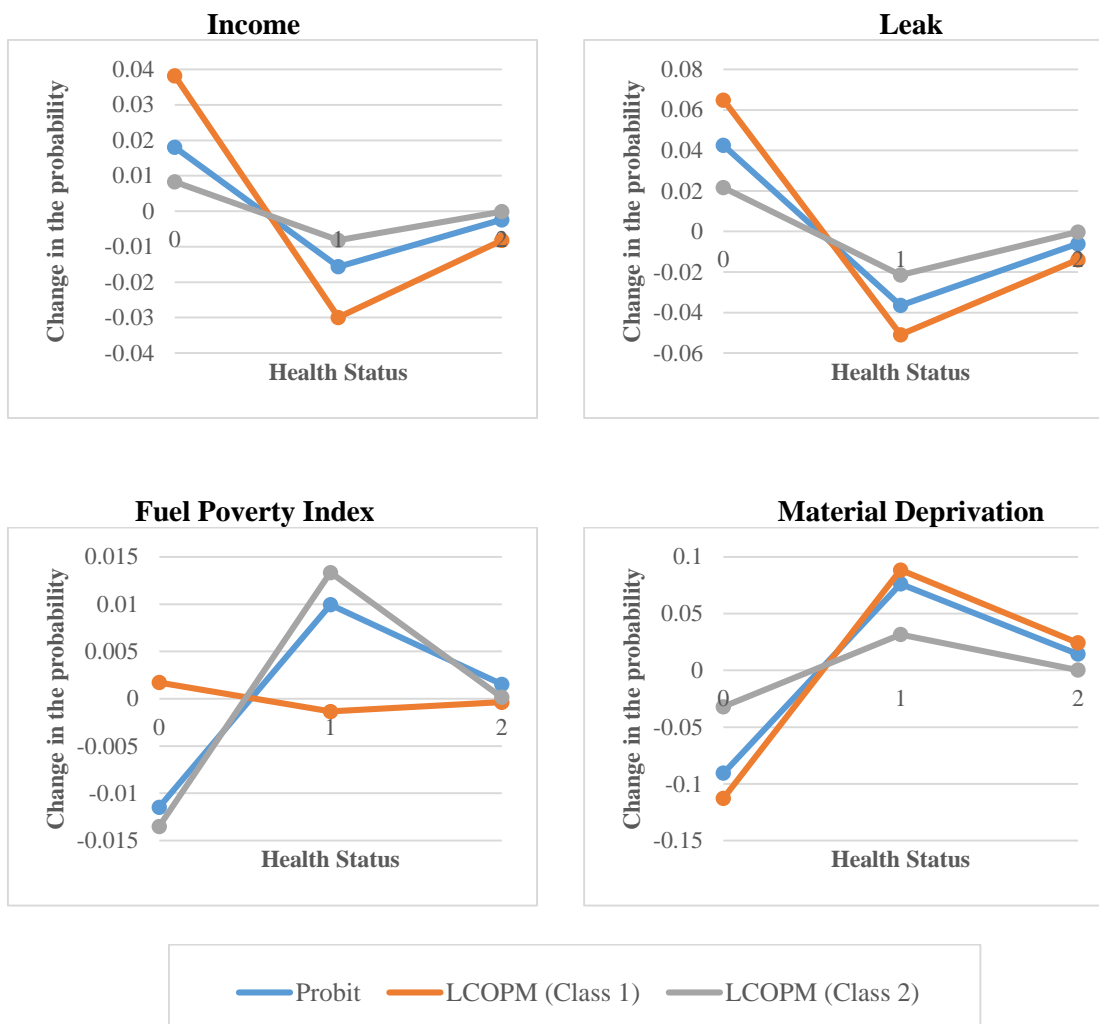 Income
Change in the probability
0.04
0.03
0.02
0.01
0
-0.01
-0.02
-0.03
-0.04
0
1
2
Health Status
Leak
Change in the probability
0.08
0.06
0.04
0.02
0
-0.02
-0.04
-0.06
0
1
2
Health Status
Fuel Poverty Index
Change in the probability
0.015
0.01
0.005
0
-0.005
-0.01
-0.015
0
1
2
Health Status
Material Deprivation
Change in the probability
0.1
0.05
0
-0.05
-0.1
-0.15
0
1
2
Health Status
Probit
LCOPM (Class 1)
LCOPM (Class 2)